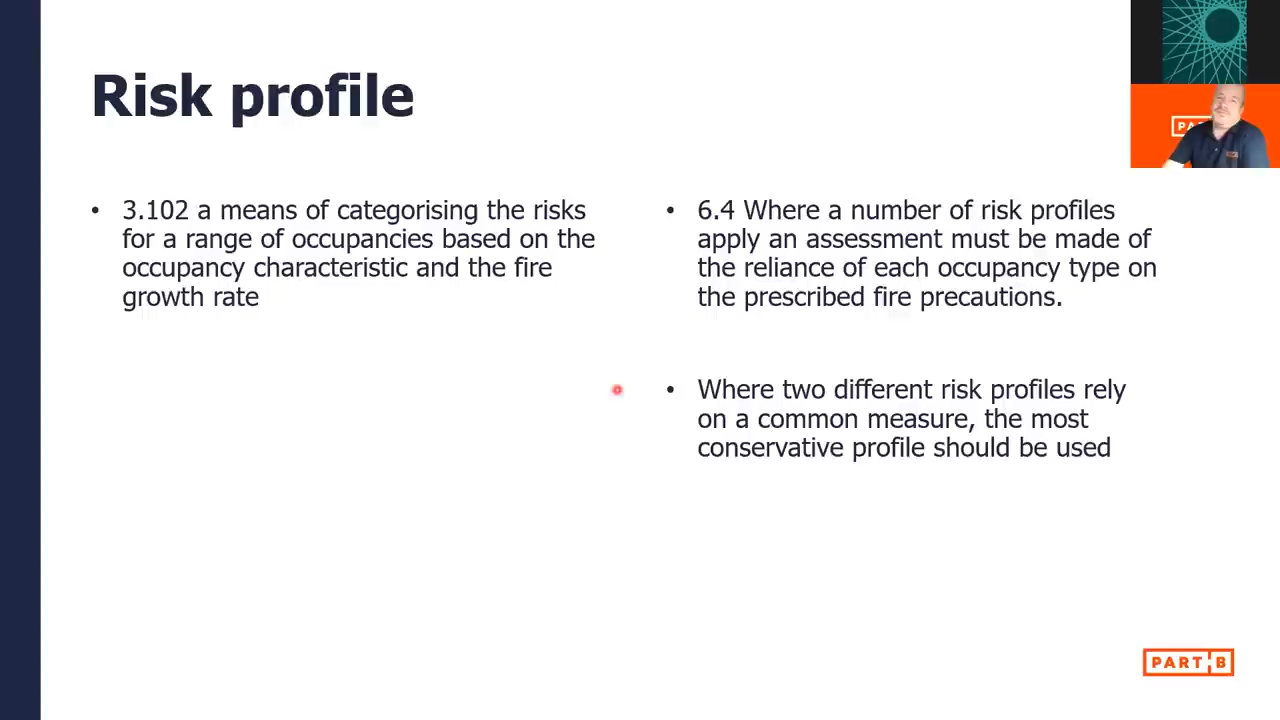 Risk profile
• 3.102 a means of categorising the risks
for a range of occupancies based on the
occupancy characteristic and the fire
growth rate
• 6.4 Where a number of risk profiles
apply an assessment must be made of
the reliance of each occupancy type on
the prescribed fire precautions.
• Where two different risk profiles rely
on a common measure, the most
conservative profile should be used
PAR
PART B